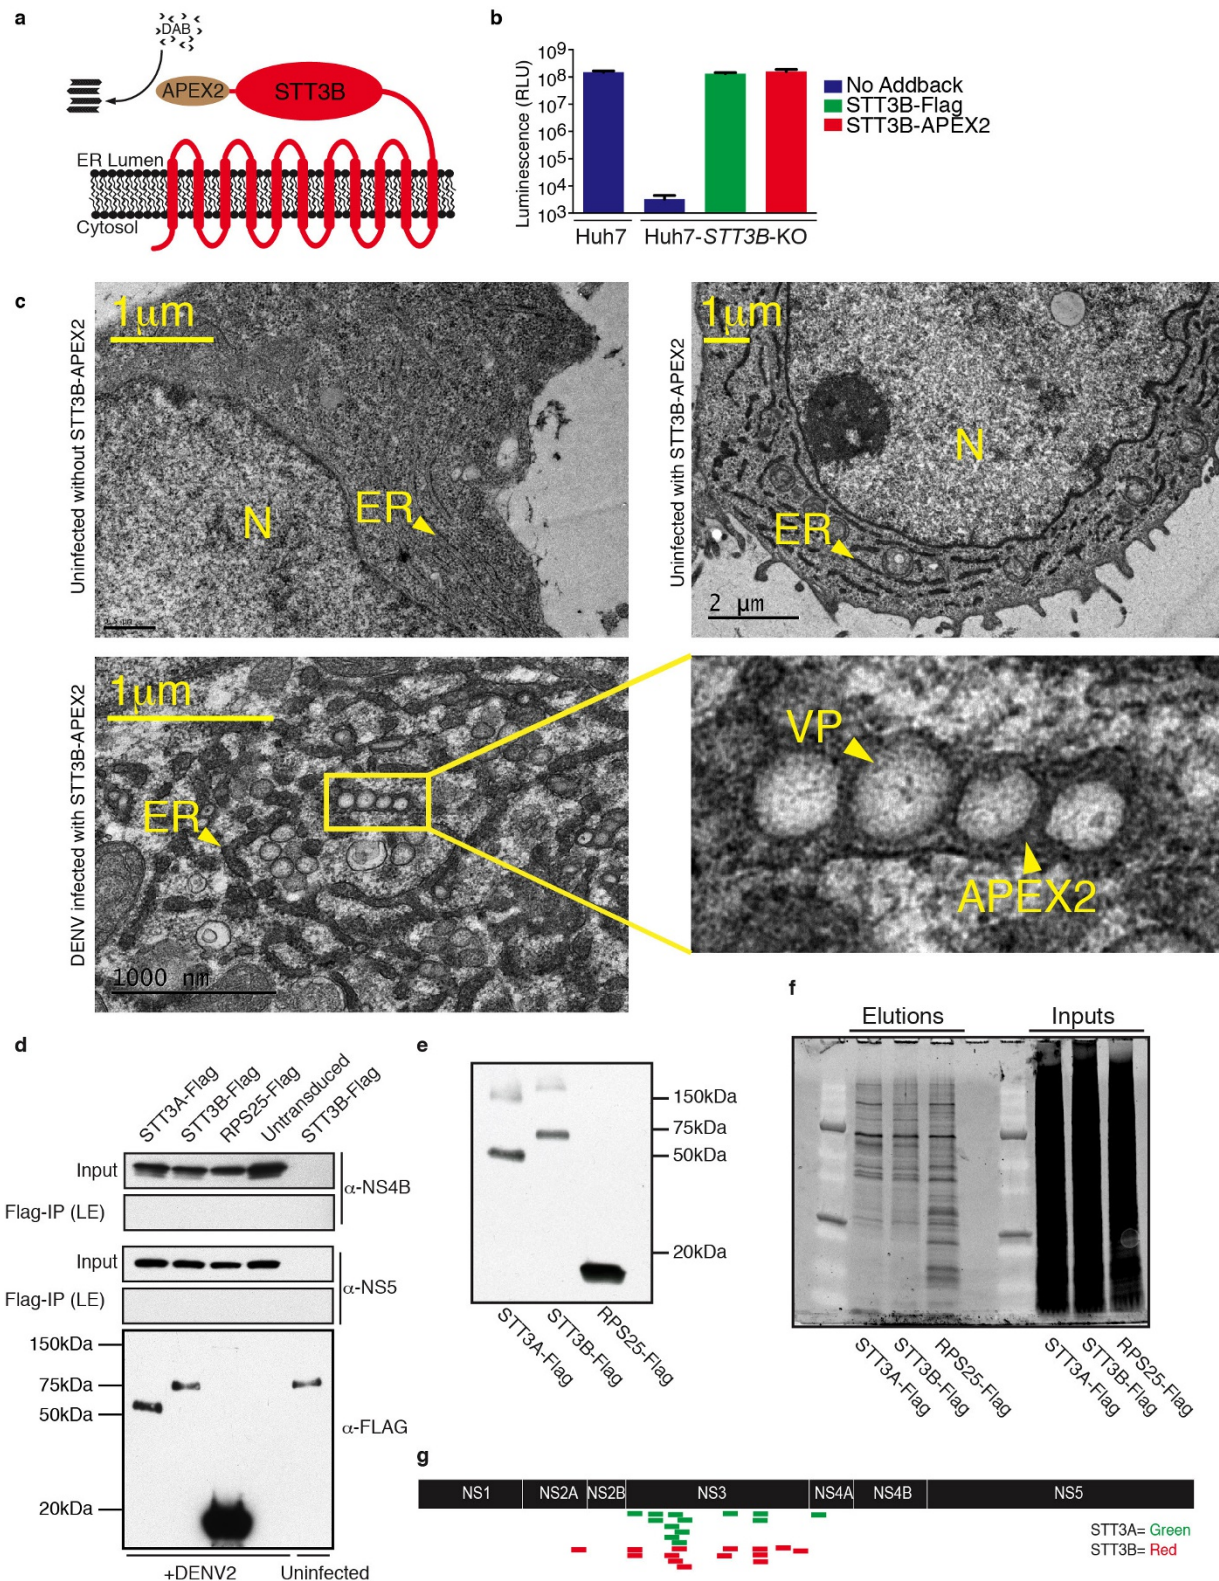 a
DAB
APEX2
STT3B
ER Lumen
Cytosol
b
Luminescence (RLU)
10⁹
10⁸
10⁷
10⁶
10⁵
10⁴
10³
Huh7
Huh7-STT3B-KO
No Addback
STT3B-Flag
STT3B-APEX2
c
Uninfected without STT3B-APEX2
1µm
N
ER
Uninfected with STT3B-APEX2
1µm
N
ER
2 µm
DENV infected with STT3B-APEX2
1µm
ER
1000 nm
VP
APEX2
d
STT3A-Flag
STT3B-Flag
RPS25-Flag
Untransduced
STT3B-Flag
Input
Flag-IP (LE)
α-NS4B
Input
Flag-IP (LE)
α-NS5
150kDa
75kDa
50kDa
20kDa
α-FLAG
+DENV2
Uninfected
e
150kDa
75kDa
50kDa
20kDa
STT3A-Flag
STT3B-Flag
RPS25-Flag
f
Elutions
Inputs
STT3A-Flag
STT3B-Flag
RPS25-Flag
STT3A-Flag
STT3B-Flag
RPS25-Flag
g
NS1 NS2A NS2B NS3 NS4A NS4B NS5
STT3A= Green
STT3B= Red